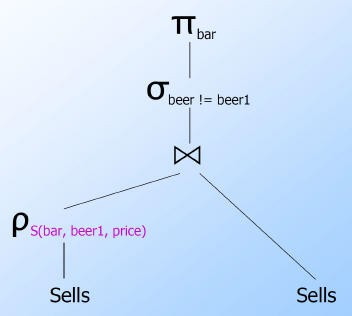 π bar
σ beer != beer1
⋈
ρ S(bar, beer1, price)
Sells Sells